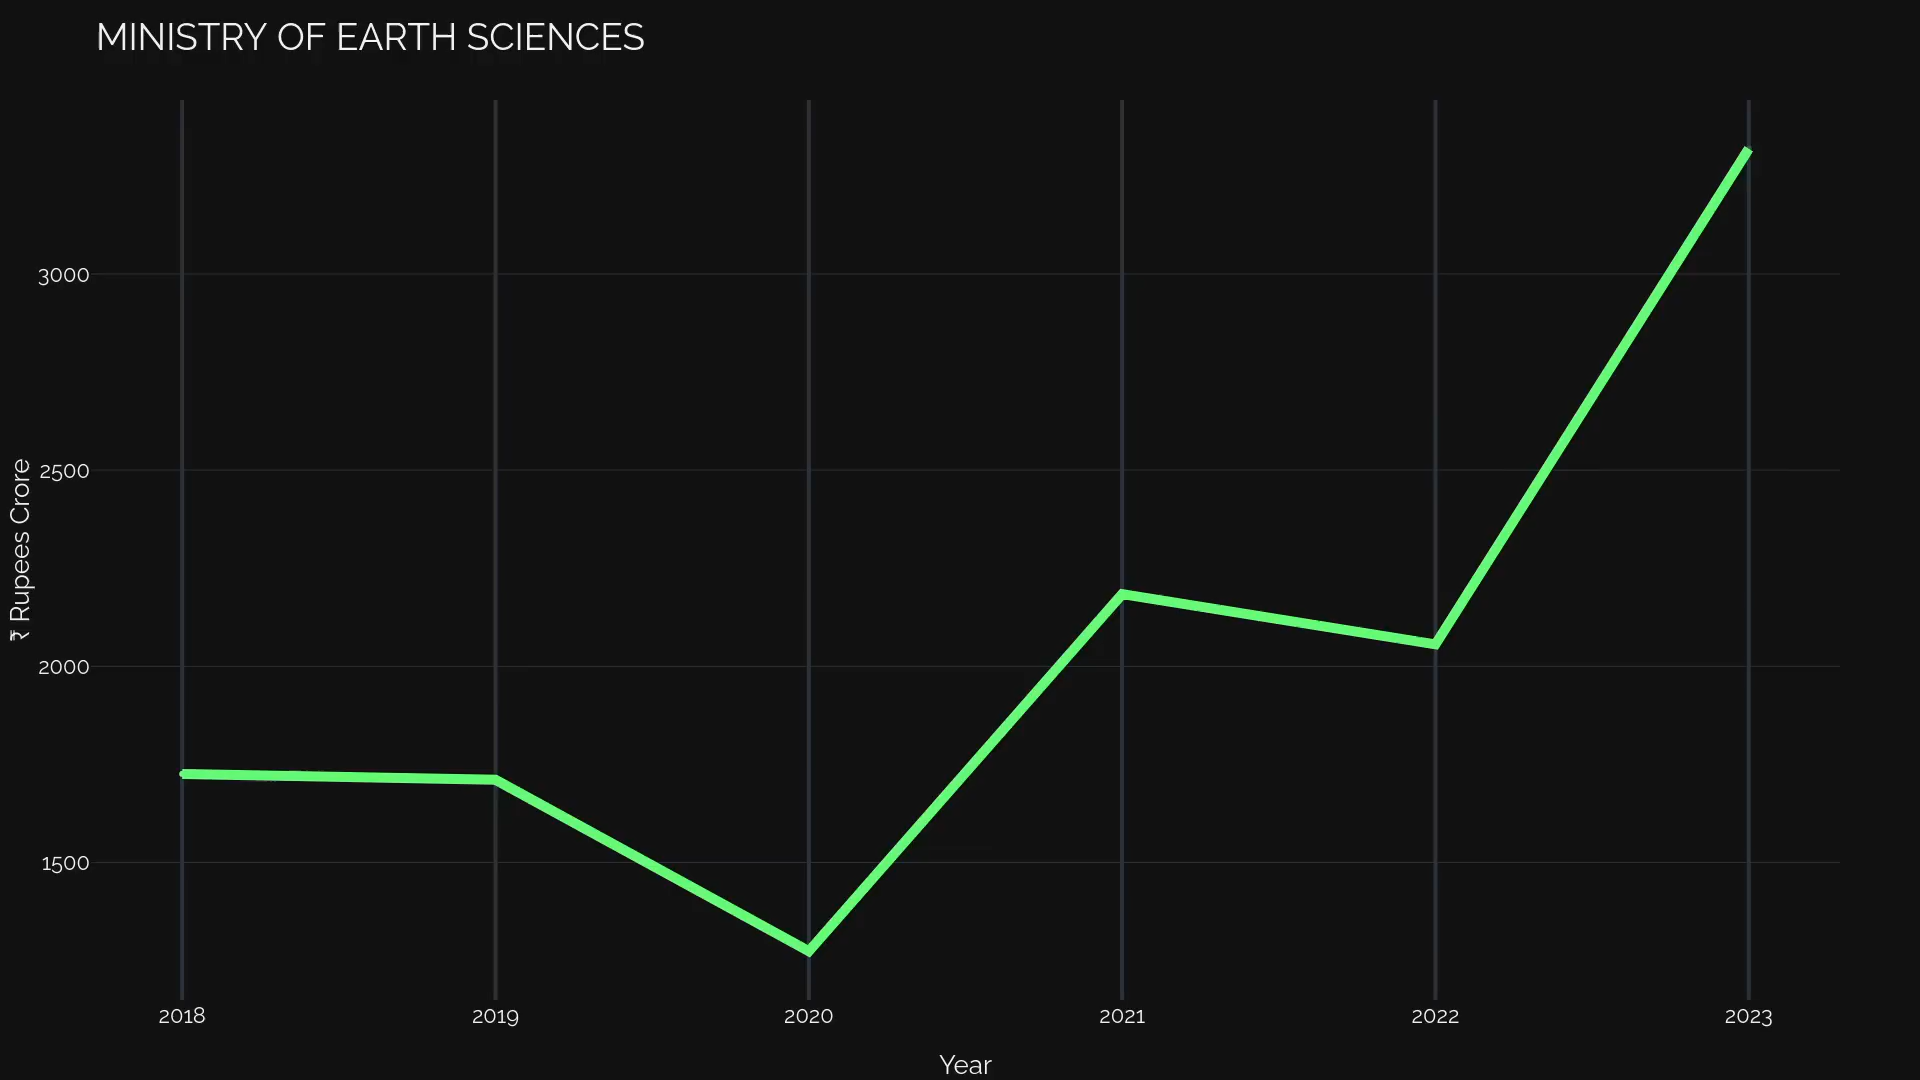 MINISTRY OF EARTH SCIENCES
₹ Rupees Crore
3000
2500
2000
1500
2018 2019 2020 2021 2022 2023
Year